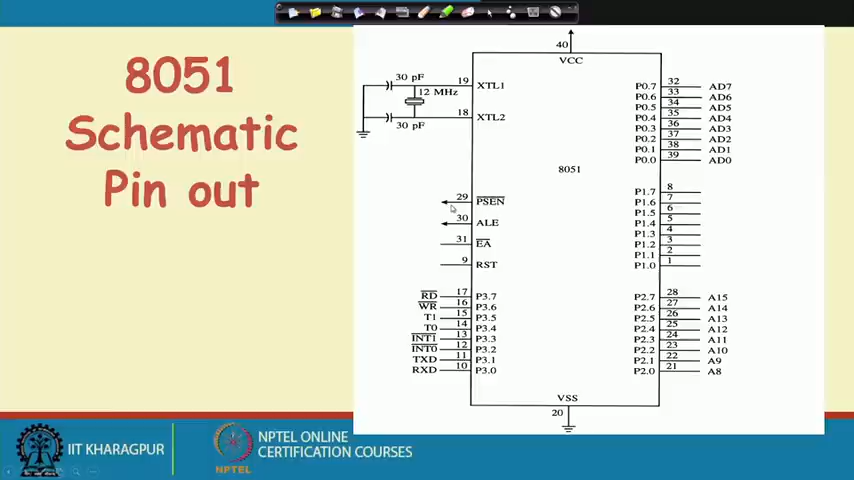 8051
Schematic
Pin out
40
VCC
30 pF
19 XTL1
12 MHz
18 XTL2
30 pF
P0.7 32 AD7
P0.6 33 AD6
P0.5 34 AD5
P0.4 35 AD4
P0.3 36 AD3
P0.2 37 AD2
P0.1 38 AD1
P0.0 39 AD0
8051
29 PSEN
30 ALE
31 EA
9 RST
P1.7 8
P1.6 7
P1.5 6
P1.4 5
P1.3 4
P1.2 3
P1.1 2
P1.0 1
RD 17 P3.7
WR 16 P3.6
T1 15 P3.5
T0 14 P3.4
INT1 13 P3.3
INT0 12 P3.2
TXD 11 P3.1
RXD 10 P3.0
P2.7 28 A15
P2.6 27 A14
P2.5 26 A13
P2.4 25 A12
P2.3 24 A11
P2.2 23 A10
P2.1 22 A9
P2.0 21 A8
VSS
20
IIT KHARAGPUR
NPTEL
NPTEL ONLINE
CERTIFICATION COURSES